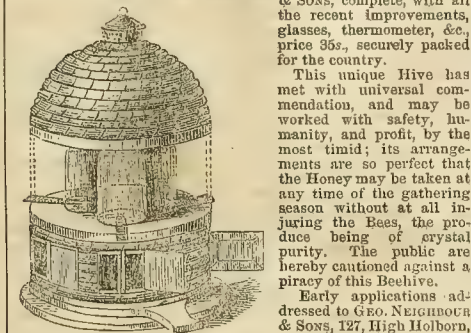 & SONS, complete, with all
the recent improvements,
glasses, thermometer, &c.,
price 35s., securely packed
for the country.
This unique Hive has
met with universal com-
mendation, and may be
worked with safety, hu-
manity, and profit, by the
most timid; its arrange-
ments are so perfect that
the Honey may be taken at
any time of the gathering
season without at all in-
juring the Bees, the pro-
duce being of crystal
purity. The public are
hereby cautioned against a
piracy of this Beehive.
Early applications ad-
dressed to GEO. NEIGHBOUR
& SONS, 127, High Holborn